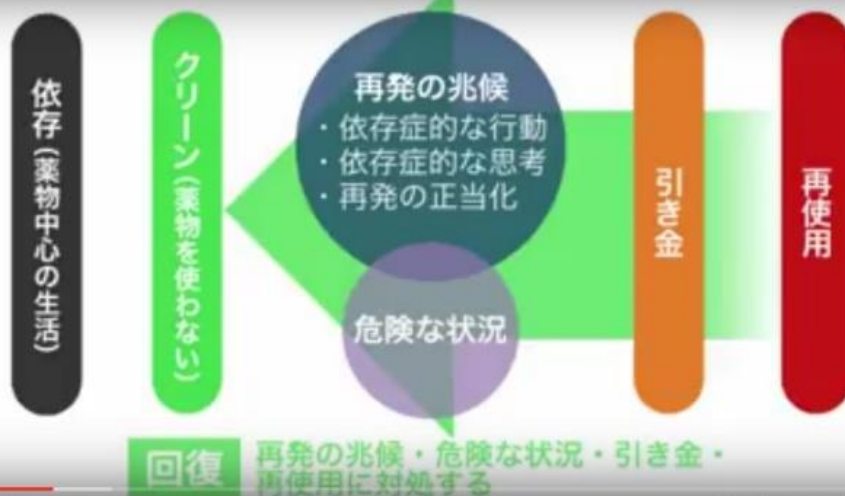 依存(薬物中心の生活)
クリーン(薬物を使わない)
再発の兆候
・依存症的な行動
・依存症的な思考
・再発の正当化
危険な状況
引き金
再使用
回復
再発の兆候・危険な状況・引き金・
再使用に対処する